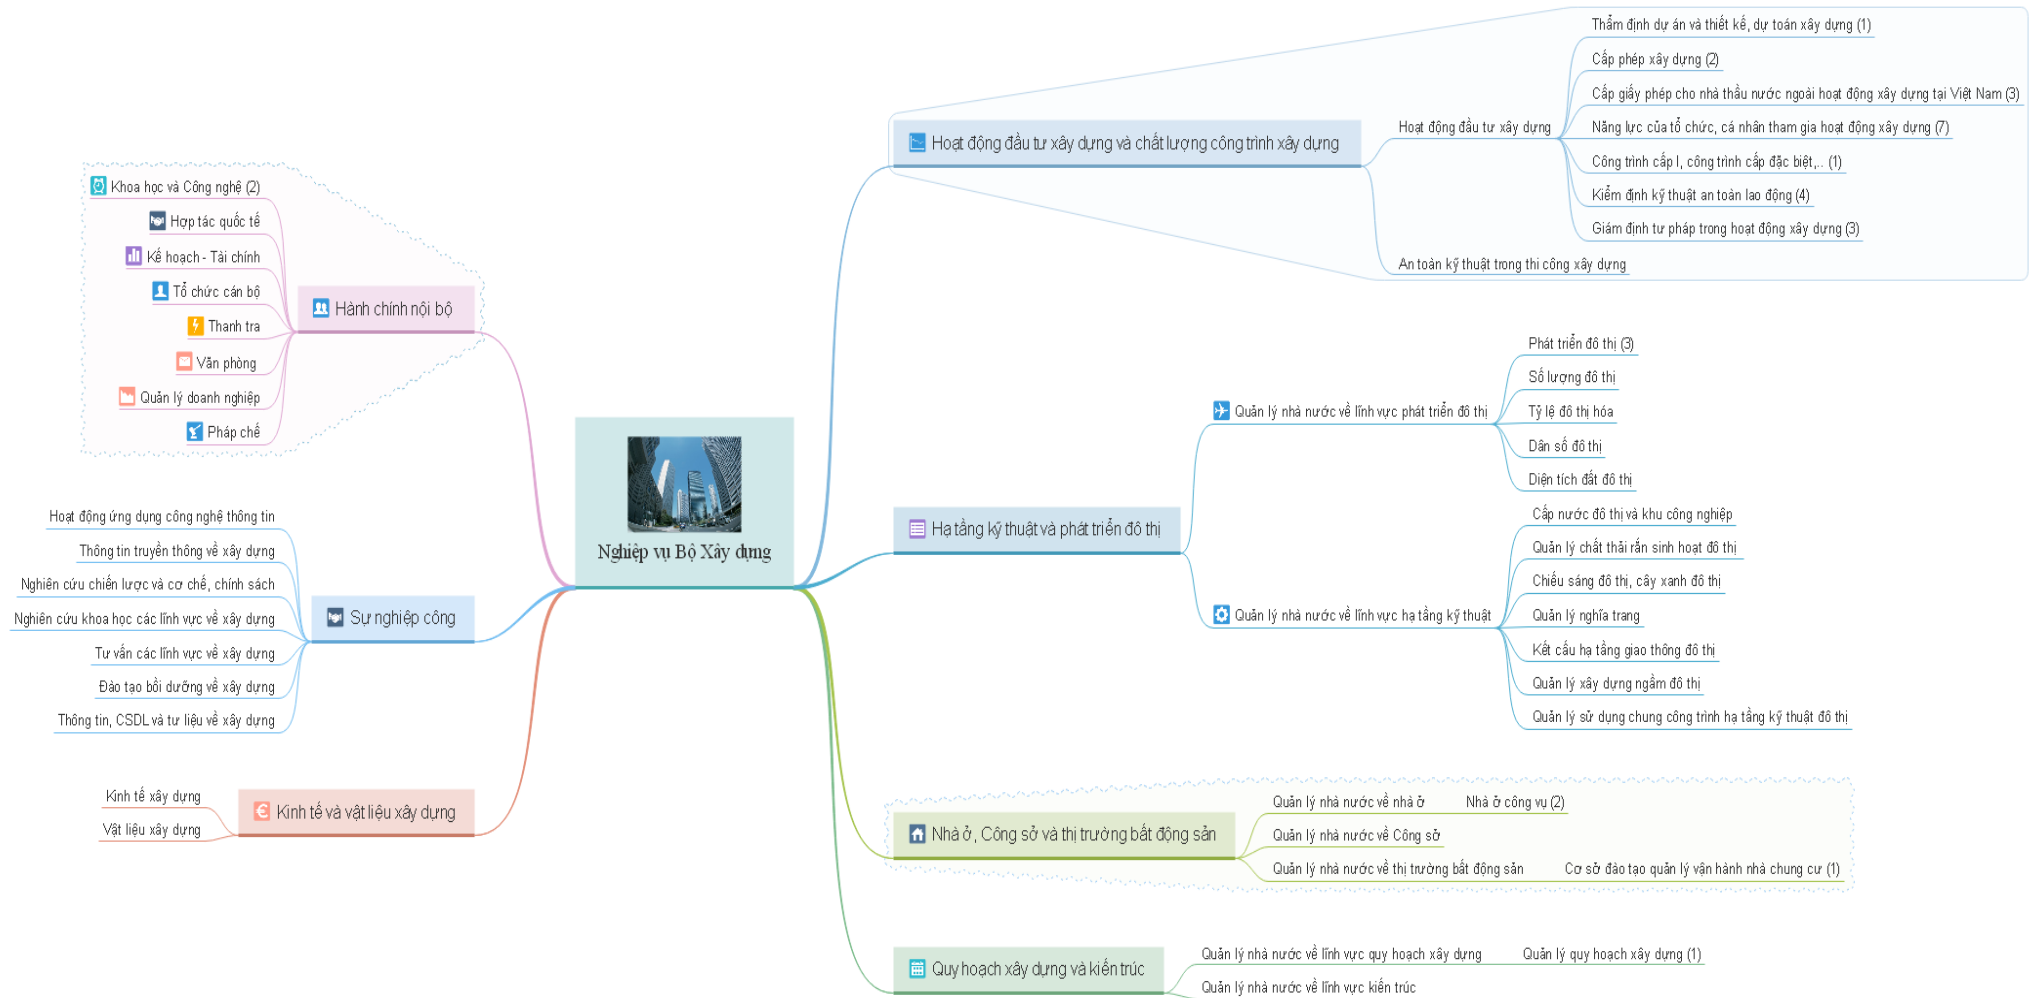 Nghiệp vụ Bộ Xây dựng
Hoạt động đầu tư xây dựng và chất lượng công trình xây dựng
Hoạt động đầu tư xây dựng
Thẩm định dự án và thiết kế, dự toán xây dựng (1)
Cấp phép xây dựng (2)
Cấp giấy phép cho nhà thầu nước ngoài hoạt động xây dựng tại Việt Nam (3)
Năng lực của tổ chức, cá nhân tham gia hoạt động xây dựng (7)
Công trình cấp I, công trình cấp đặc biệt,.. (1)
Kiểm định kỹ thuật an toàn lao động (4)
Giám định tư pháp trong hoạt động xây dựng (3)
An toàn kỹ thuật trong thi công xây dựng
Hạ tầng kỹ thuật và phát triển đô thị
Quản lý nhà nước về lĩnh vực phát triển đô thị
Phát triển đô thị (3)
Số lượng đô thị
Tỷ lệ đô thị hóa
Dân số đô thị
Diện tích đất đô thị
Quản lý nhà nước về lĩnh vực hạ tầng kỹ thuật
Cấp nước đô thị và khu công nghiệp
Quản lý chất thải rắn sinh hoạt đô thị
Chiếu sáng đô thị, cây xanh đô thị
Quản lý nghĩa trang
Kết cấu hạ tầng giao thông đô thị
Quản lý xây dựng ngầm đô thị
Quản lý sử dụng chung công trình hạ tầng kỹ thuật đô thị
Nhà ở, Công sở và thị trường bất động sản
Quản lý nhà nước về nhà ở
Nhà ở công vụ (2)
Quản lý nhà nước về Công sở
Quản lý nhà nước về thị trường bất động sản
Cơ sở đào tạo quản lý vận hành nhà chung cư (1)
Quy hoạch xây dựng và kiến trúc
Quản lý nhà nước về lĩnh vực quy hoạch xây dựng
Quản lý quy hoạch xây dựng (1)
Quản lý nhà nước về lĩnh vực kiến trúc
Hành chính nội bộ
Khoa học và Công nghệ (2)
Hợp tác quốc tế
Kế hoạch - Tài chính
Tổ chức cán bộ
Thanh tra
Văn phòng
Quản lý doanh nghiệp
Pháp chế
Sự nghiệp công
Hoạt động ứng dụng công nghệ thông tin
Thông tin truyền thông về xây dựng
Nghiên cứu chiến lược và cơ chế, chính sách
Nghiên cứu khoa học các lĩnh vực về xây dựng
Tư vấn các lĩnh vực về xây dựng
Đào tạo bồi dưỡng về xây dựng
Thông tin, CSDL và tư liệu về xây dựng
Kinh tế và vật liệu xây dựng
Kinh tế xây dựng
Vật liệu xây dựng